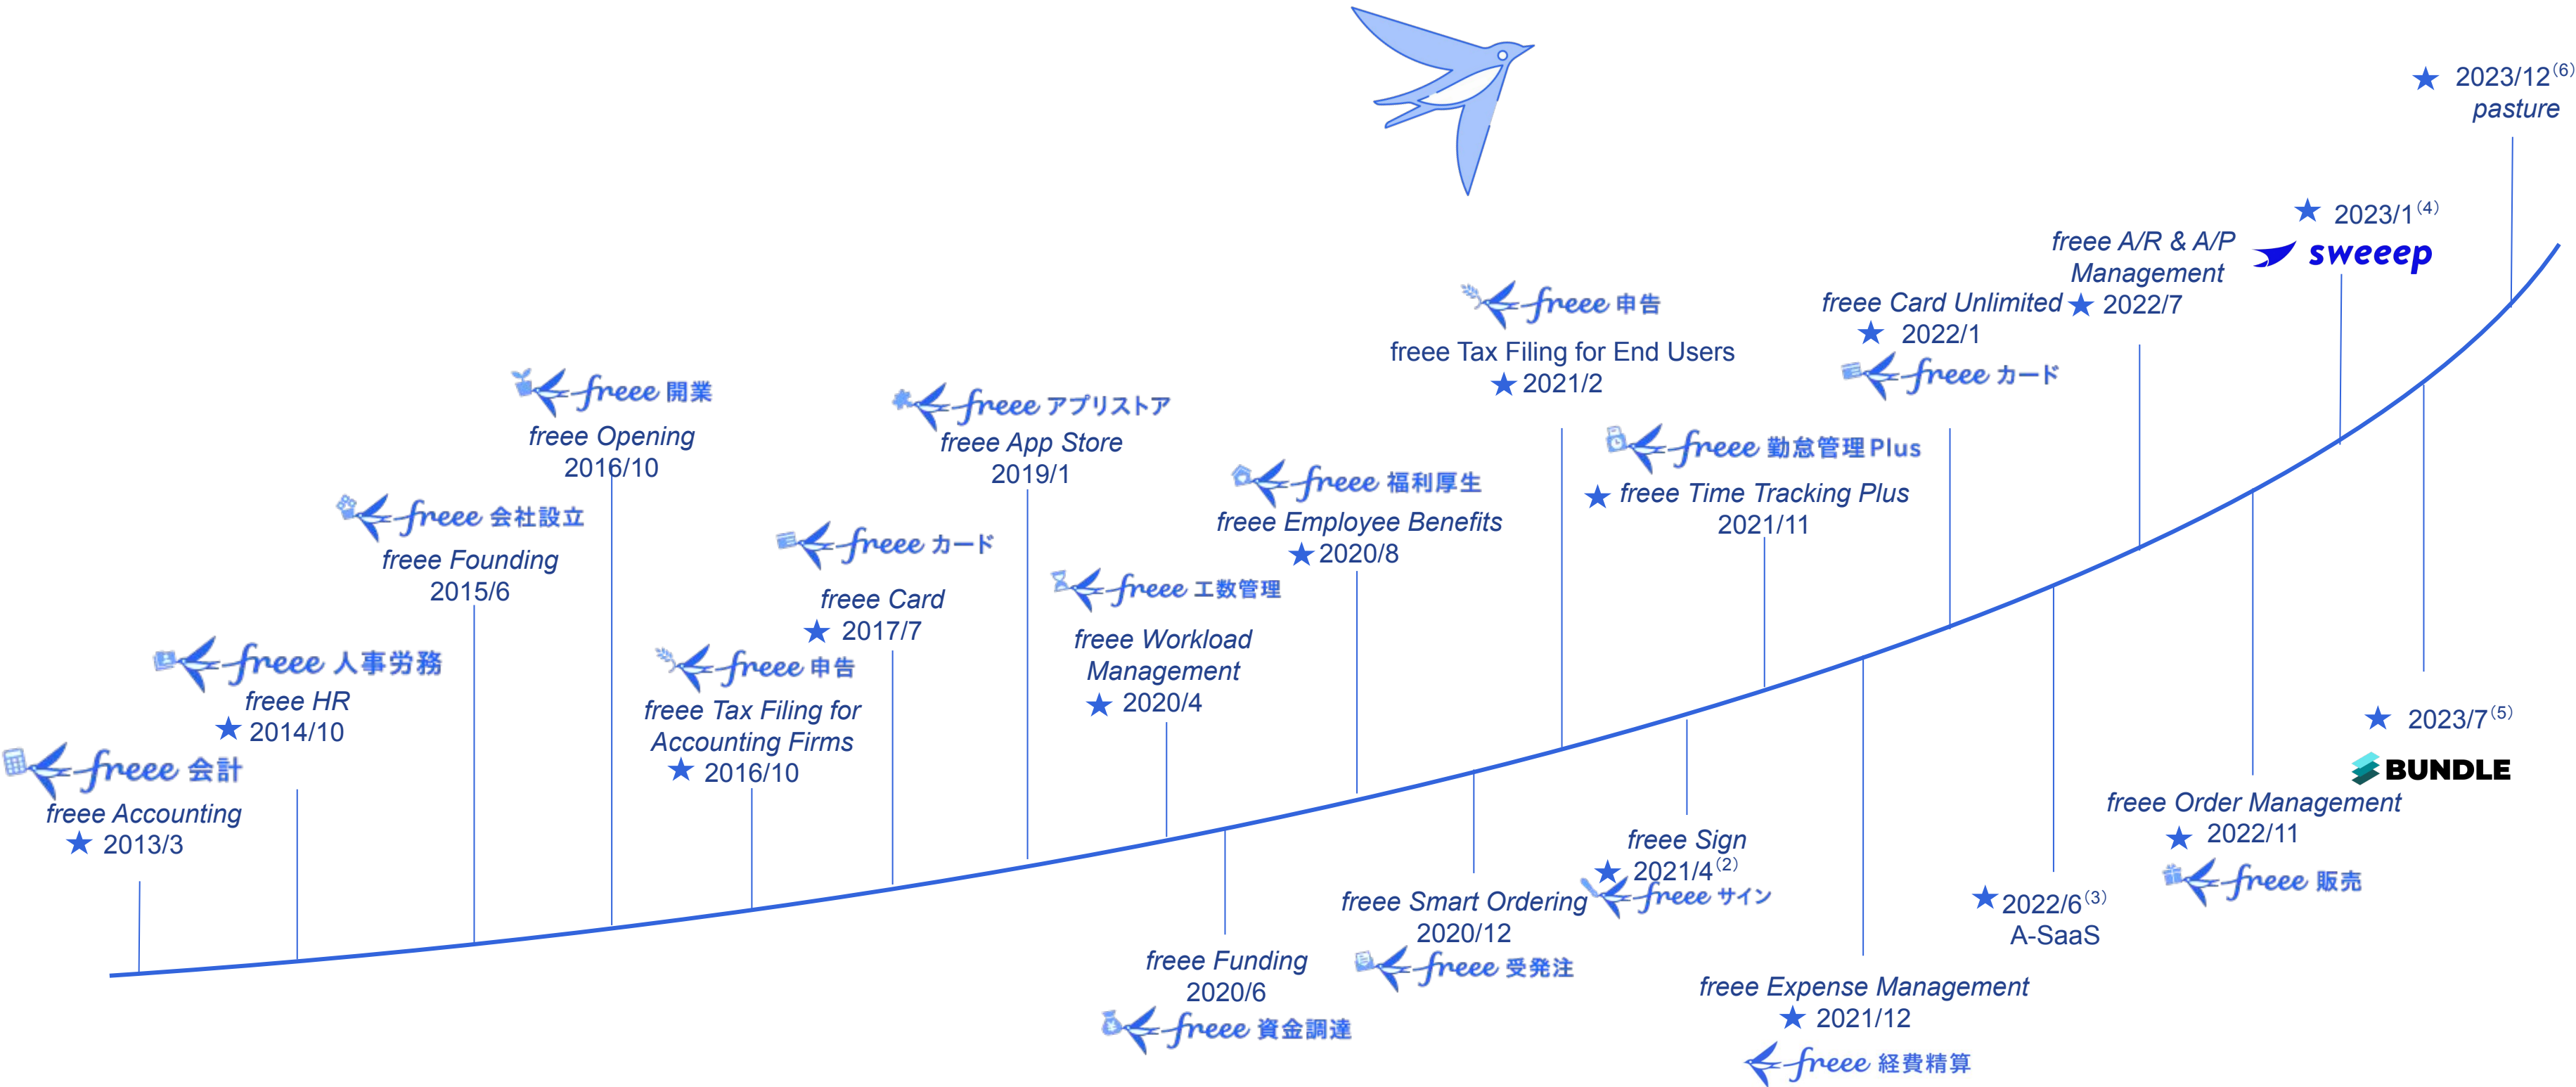 freee 会計
freee Accounting
★ 2013/3
freee 人事労務
freee HR
★ 2014/10
freee 会社設立
freee Founding
2015/6
freee 開業
freee Opening
2016/10
freee 申告
freee Tax Filing for
Accounting Firms
★ 2016/10
freee カード
freee Card
★ 2017/7
freee アプリストア
freee App Store
2019/1
freee 工数管理
freee Workload
Management
★ 2020/4
freee Funding
2020/6
freee 資金調達
freee 福利厚生
freee Employee Benefits
★ 2020/8
freee Smart Ordering
2020/12
freee 受発注
freee 申告
freee Tax Filing for End Users
★ 2021/2
freee Sign
★ 2021/4(2)
freee サイン
freee 勤怠管理Plus
★ freee Time Tracking Plus
2021/11
freee Expense Management
★ 2021/12
freee 経費精算
freee Card Unlimited
★ 2022/1
freee カード
★ 2022/6(3)
A-SaaS
freee A/R & A/P
Management
★ 2022/7
freee Order Management
★ 2022/11
freee 販売
★ 2023/1(4)
sweeep
★ 2023/7(5)
BUNDLE
★ 2023/12(6)
pasture